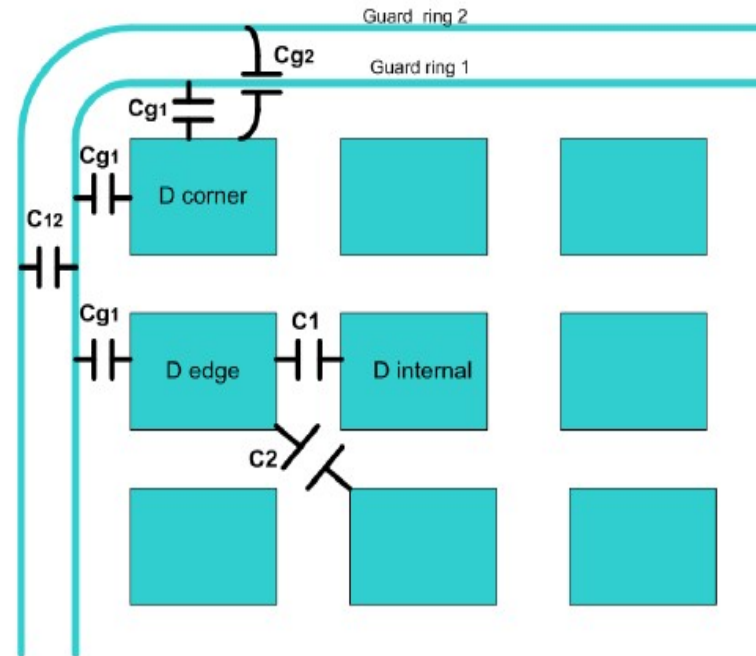 Guard ring 2
Cg2
Guard ring 1
Cg1
Cg1
D corner
C12
Cg1
C1
D edge
D internal
C2